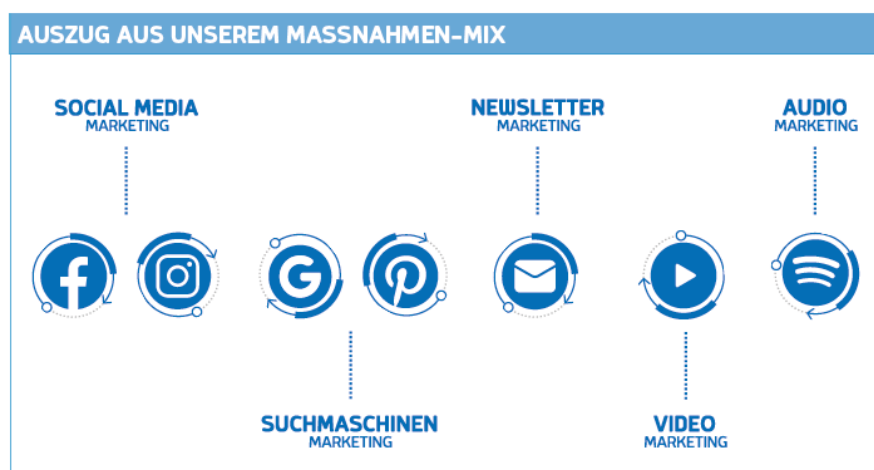 AUSZUG AUS UNSEREM MASSNAHMEN-MIX
SOCIAL MEDIA
MARKETING
NEWSLETTER
MARKETING
AUDIO
MARKETING
SUCHMASCHINEN
MARKETING
VIDEO
MARKETING